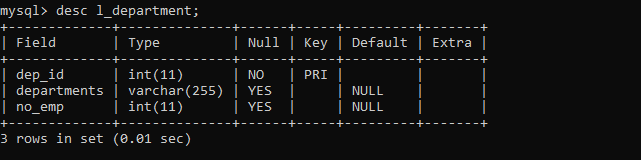 mysql> desc l_department;
+-------------+--------------+------+-----+---------+-------+
| Field       | Type         | Null | Key | Default | Extra |
+-------------+--------------+------+-----+---------+-------+
| dep_id      | int(11)      | NO   | PRI |         |       |
| departments | varchar(255) | YES  |     | NULL    |       |
| no_emp      | int(11)      | YES  |     | NULL    |       |
+-------------+--------------+------+-----+---------+-------+
3 rows in set (0.01 sec)